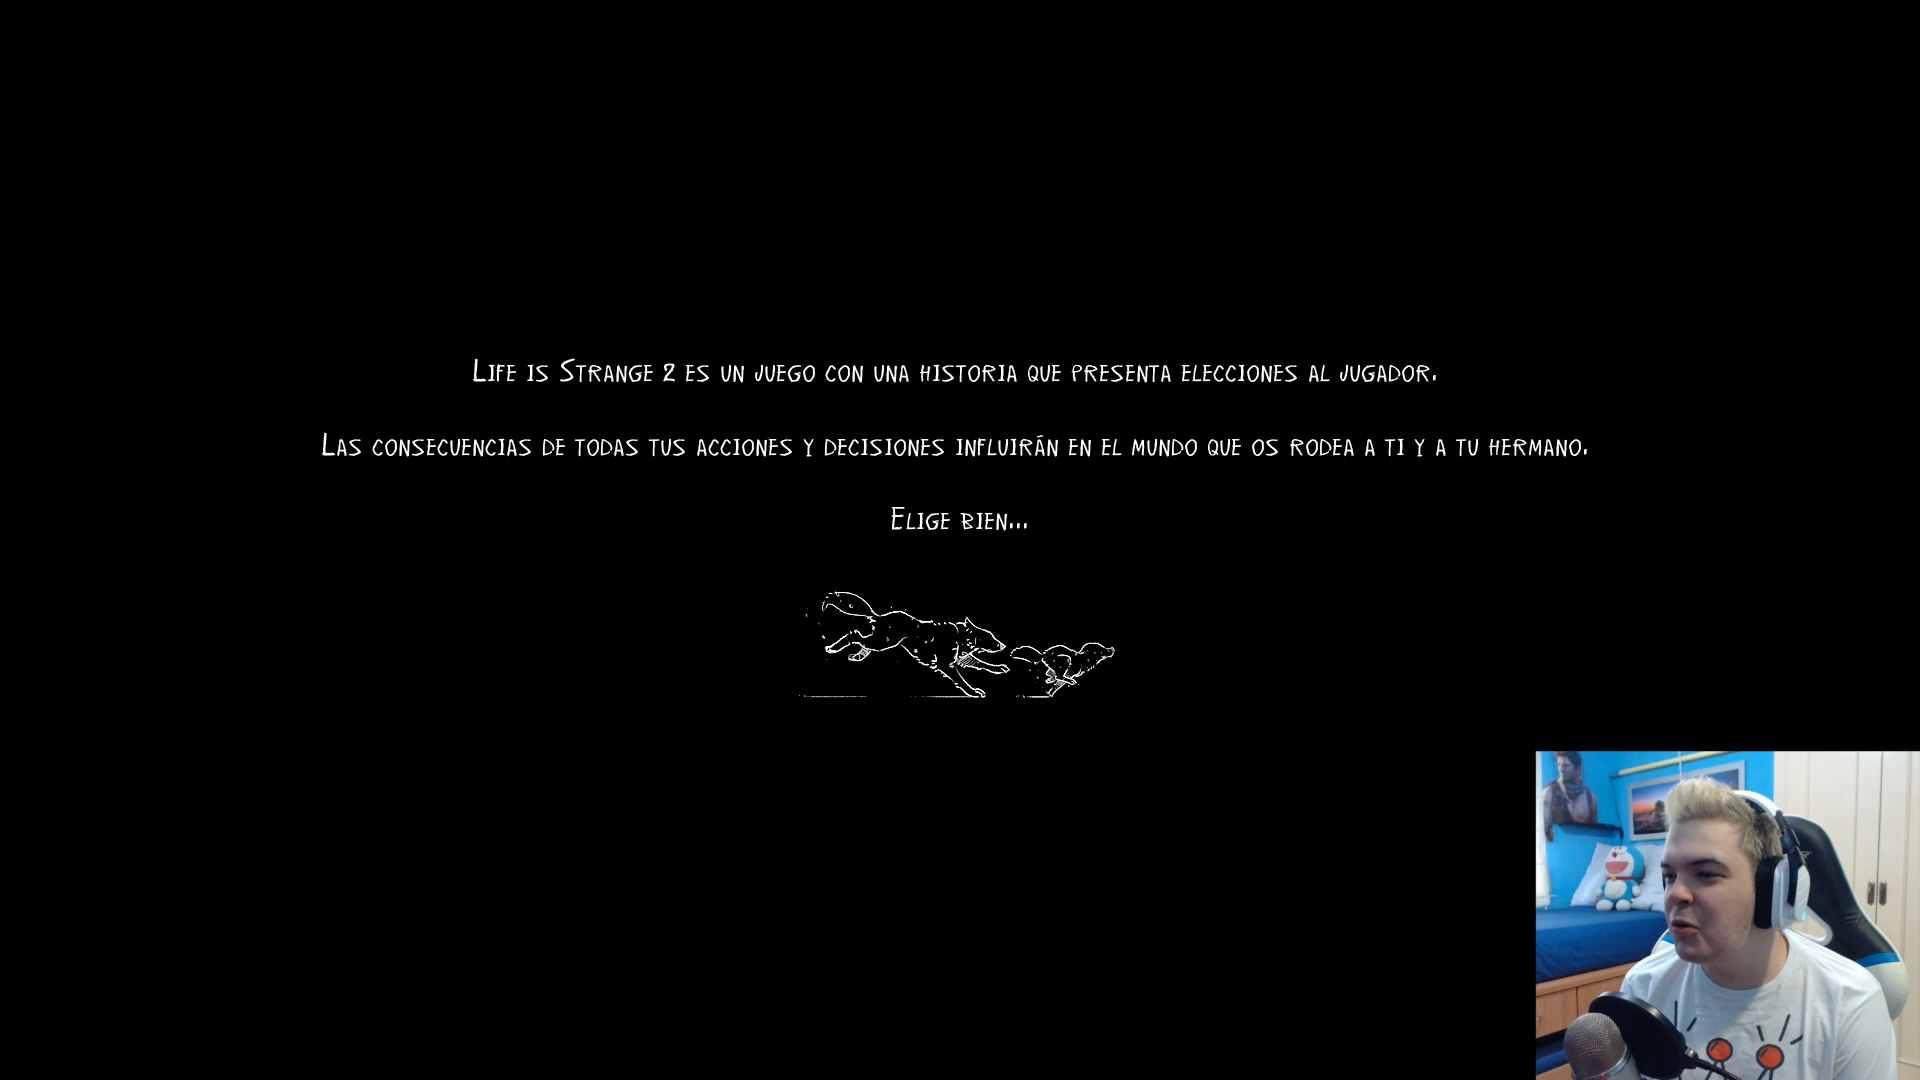 Life is Strange 2 es un juego con una historia que presenta elecciones al jugador.
Las consecuencias de todas tus acciones y decisiones influirán en el mundo que os rodea a ti y a tu hermano.
Elige bien...